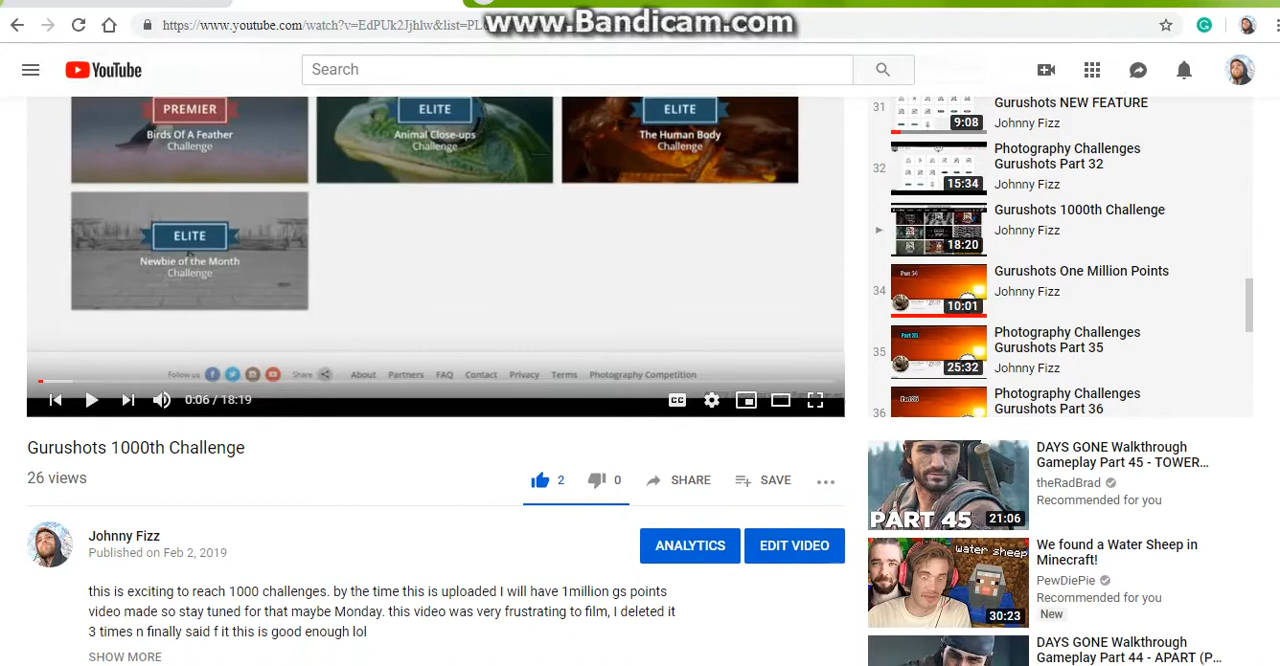 www.Bandicam.com
https://www.youtube.com/watch?v=EdPUk2Jjhlw&list=PL
YouTube
Search
PREMIER
Birds Of A Feather
Challenge
ELITE
Animal Close-ups
Challenge
ELITE
The Human Body
Challenge
ELITE
Newbie of the Month
Challenge
Follow us
Share
About
Partners
FAQ
Contact
Privacy
Terms
Photography Competition
0:06 / 18:19
CC
Gurushots 1000th Challenge
26 views
2
0
SHARE
SAVE
Johnny Fizz
Published on Feb 2, 2019
ANALYTICS
EDIT VIDEO
this is exciting to reach 1000 challenges. by the time this is uploaded I will have 1million gs points
video made so stay tuned for that maybe Monday. this video was very frustrating to film, I deleted it
3 times n finally said f it this is good enough lol
SHOW MORE
31
9:08
Gurushots NEW FEATURE
Johnny Fizz
32
15:34
Photography Challenges
Gurushots Part 32
Johnny Fizz
18:20
Gurushots 1000th Challenge
Johnny Fizz
34
Part 34
10:01
Gurushots One Million Points
Johnny Fizz
35
Part 35
25:32
Photography Challenges
Gurushots Part 35
Johnny Fizz
36
Photography Challenges
Gurushots Part 36
PART 45
21:06
DAYS GONE Walkthrough
Gameplay Part 45 - TOWER...
theRadBrad
Recommended for you
water sheep
30:23
We found a Water Sheep in
Minecraft!
PewDiePie
Recommended for you
New
DAYS GONE Walkthrough
Gameplay Part 44 - APART (P...